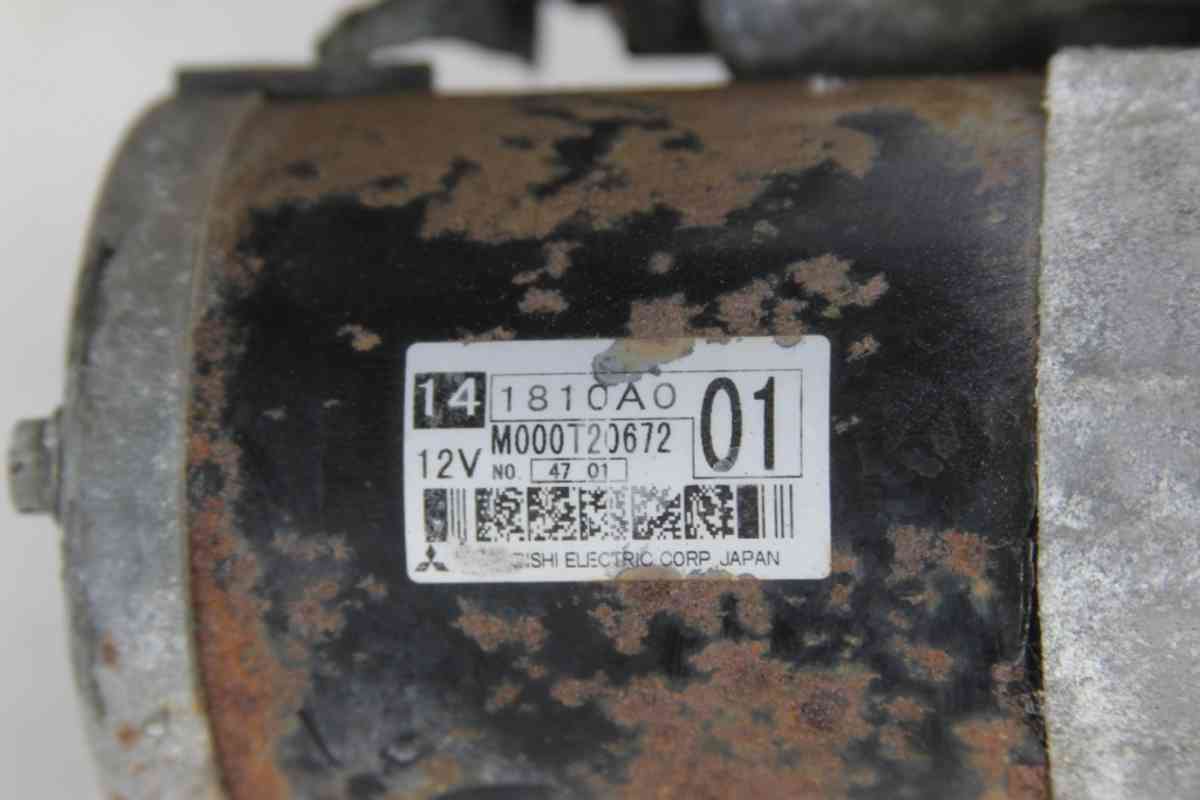 14 1810A0 01
M000T20672
12V NO. 47 01
ISHI ELECTRIC CORP. JAPAN